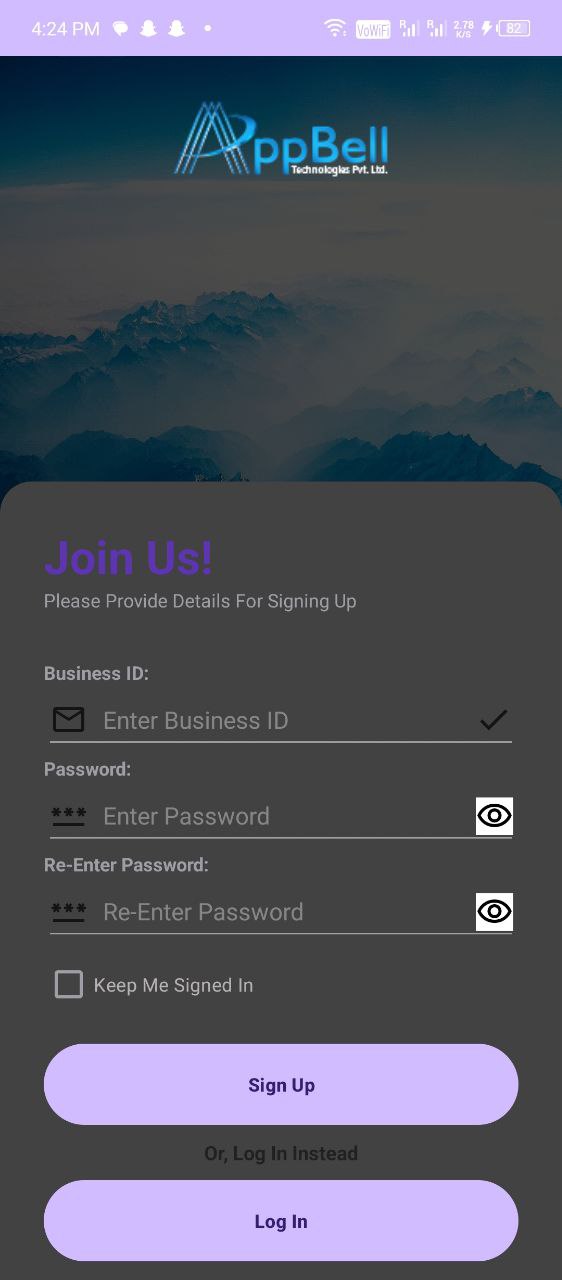 4:24 PM
VoWiFi
R
R
2.78
K/S
82
AppBell
Technologies Pvt. Ltd.
Join Us!
Please Provide Details For Signing Up
Business ID:
Enter Business ID
Password:
***
Enter Password
Re-Enter Password:
***
Re-Enter Password
Keep Me Signed In
Sign Up
Or, Log In Instead
Log In